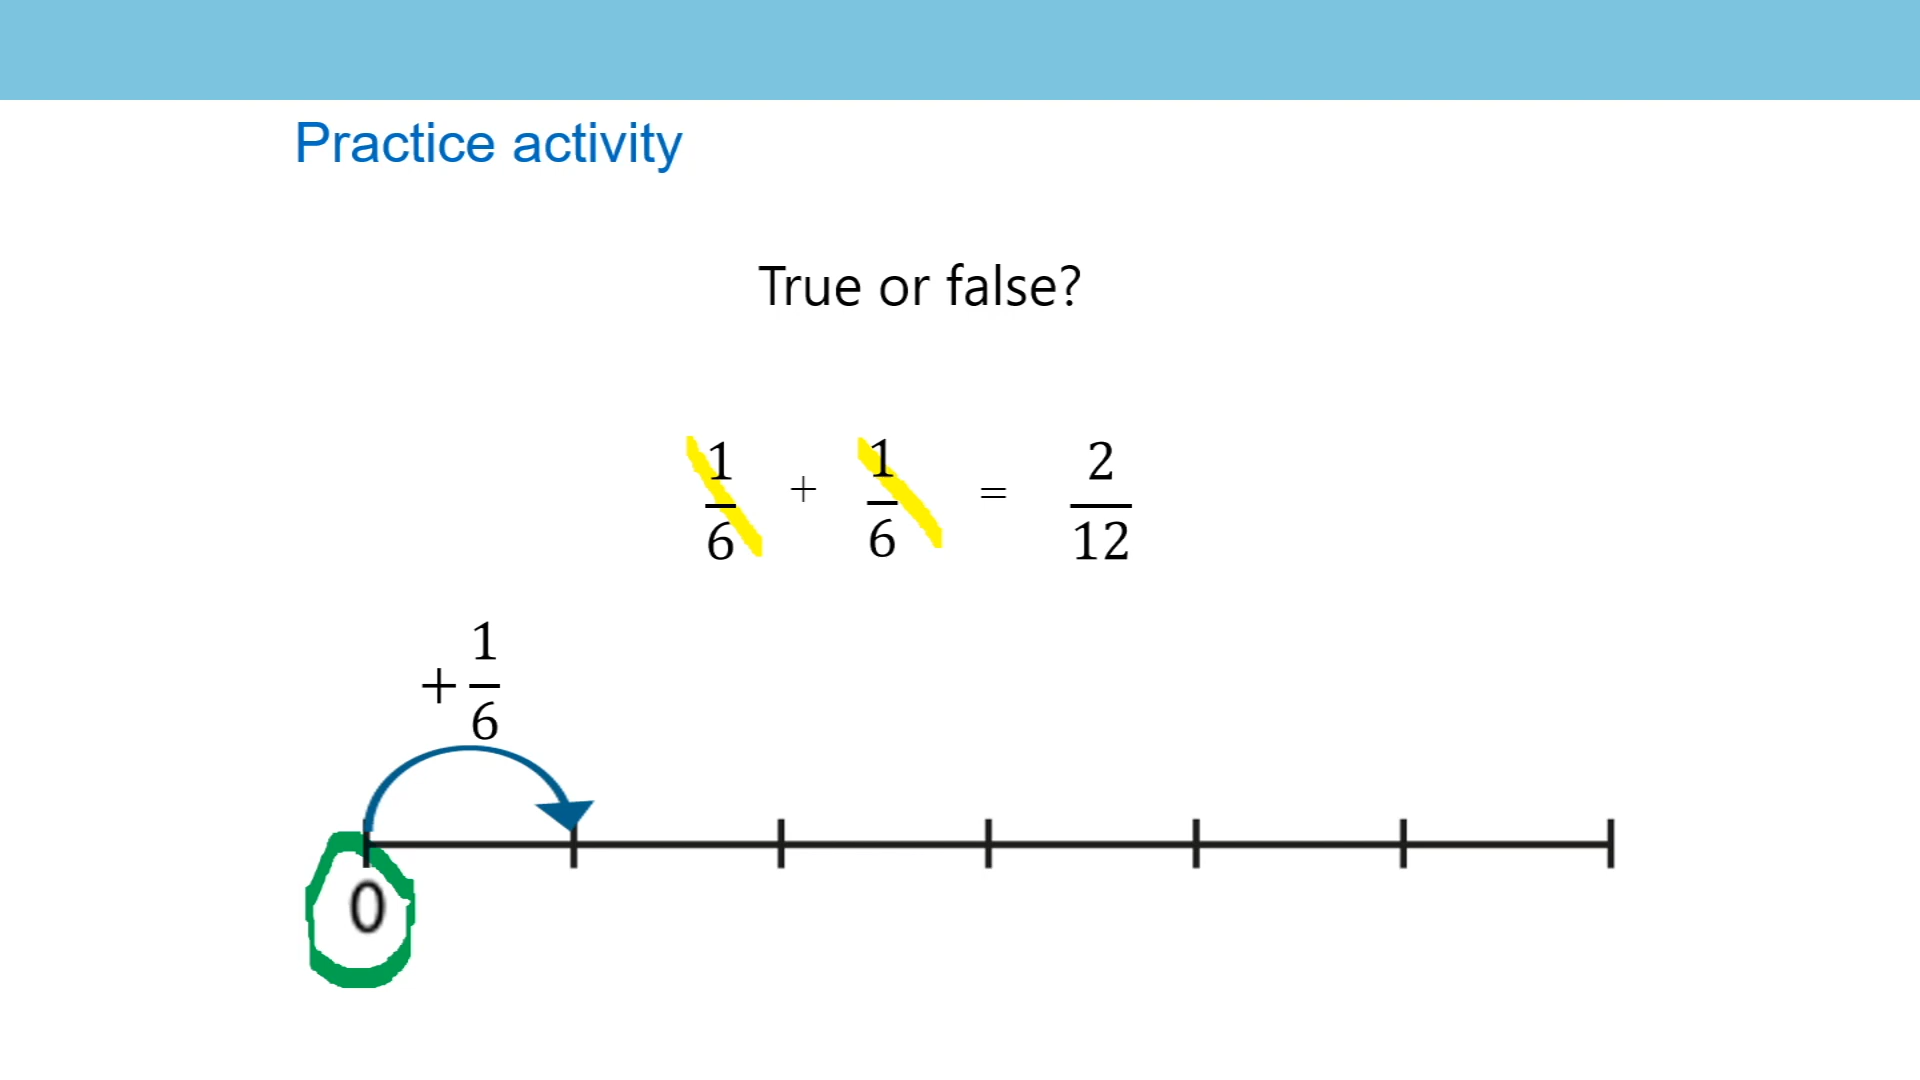 Practice activity
True or false?
1/6 + 1/6 = 2/12
+ 1/6
0